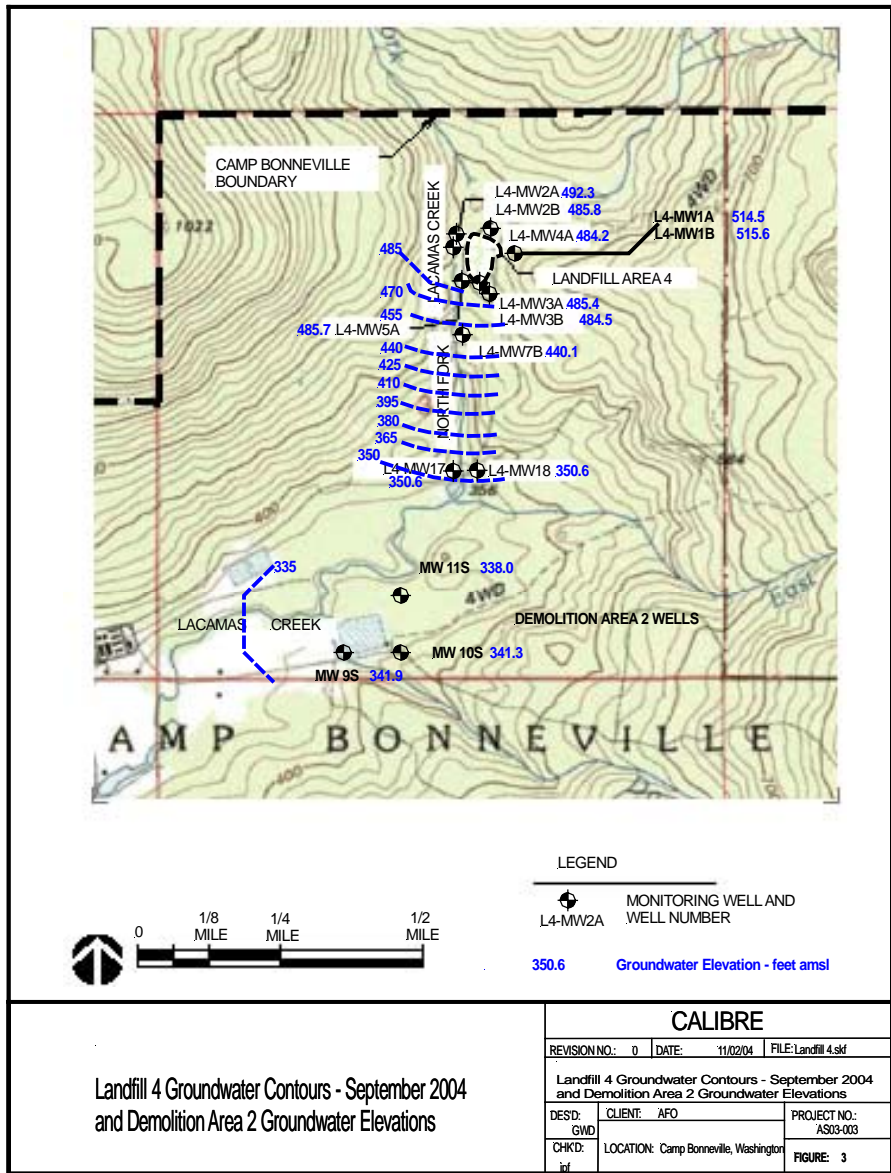 CAMP BONNEVILLE
BOUNDARY
LACAMAS CREEK
L4-MW2A 492.3
L4-MW2B 485.8
L4-MW4A 484.2
L4-MW1A 514.5
L4-MW1B 515.6
4WD
700
1022
LANDFILL AREA 4
485
470
455
L4-MW3A 485.4
L4-MW3B 484.5
485.7 L4-MW5A
440
L4-MW7B 440.1
425
410
NORTH FORK
395
380
365
350
L4-MW17
350.6
L4-MW18 350.6
356
400
335
MW 11S 338.0
4WD
East
LACAMAS CREEK
DEMOLITION AREA 2 WELLS
MW 10S 341.3
MW 9S 341.9
AMP BONNEVILLE
400
LEGEND
L4-MW2A
MONITORING WELL AND
WELL NUMBER
0
1/8
MILE
1/4
MILE
1/2
MILE
350.6 Groundwater Elevation - feet amsl
Landfill 4 Groundwater Contours - September 2004
and Demolition Area 2 Groundwater Elevations
CALIBRE
REVISION NO.: 0 DATE: 11/02/04 FILE: Landfill 4.skf
Landfill 4 Groundwater Contours - September 2004
and Demolition Area 2 Groundwater Elevations
DES'D:
GWD
CLIENT: AFO
PROJECT NO.:
AS03-003
CHK'D:
jpf
LOCATION: Camp Bonneville, Washington
FIGURE: 3